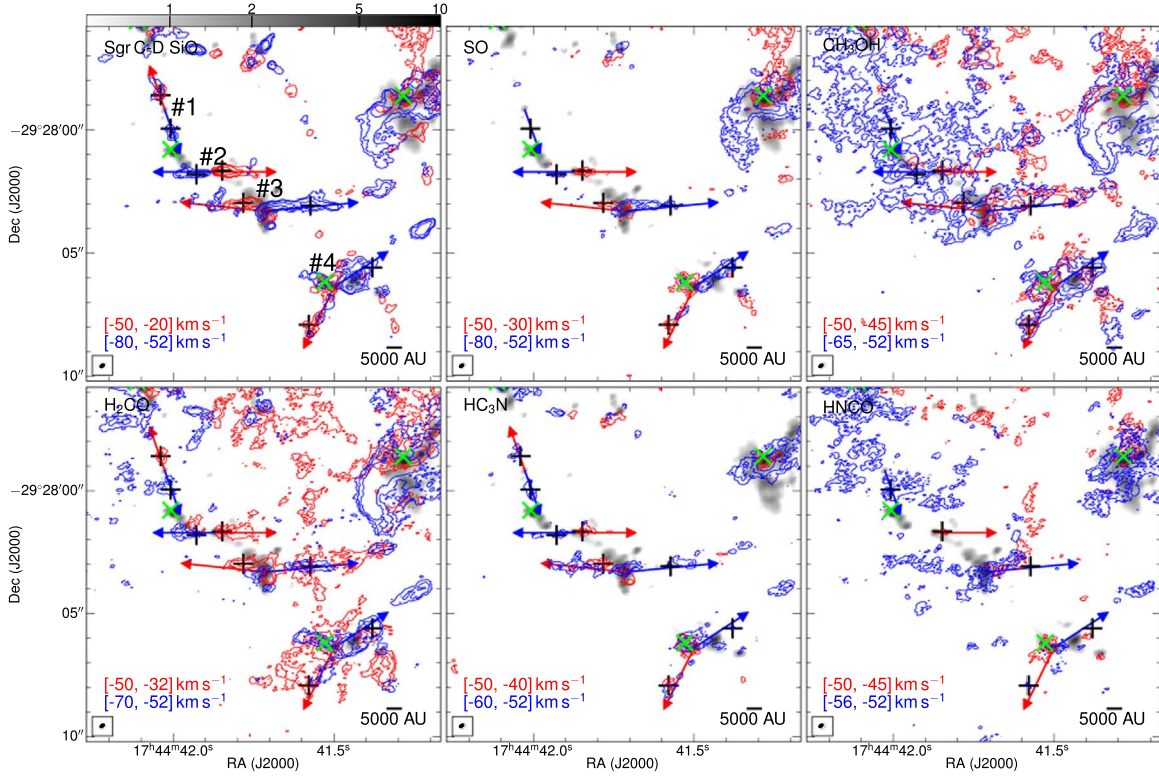 1 2 5 10
Sgr C-D SiO
SO
CH₃OH
#1
#2
#3
#4
−29°28′00″
05″
10″
Dec (J2000)
[-50, -20] km s⁻¹
[-80, -52] km s⁻¹
5000 AU
[-50, -30] km s⁻¹
[-80, -52] km s⁻¹
5000 AU
[-50, -45] km s⁻¹
[-65, -52] km s⁻¹
5000 AU
H₂CO
HC₃N
HNCO
−29°28′00″
05″
10″
Dec (J2000)
[-50, -32] km s⁻¹
[-70, -52] km s⁻¹
5000 AU
[-50, -40] km s⁻¹
[-60, -52] km s⁻¹
5000 AU
[-50, -45] km s⁻¹
[-56, -52] km s⁻¹
5000 AU
17ʰ44ᵐ42.0ˢ 41.5ˢ
17ʰ44ᵐ42.0ˢ 41.5ˢ
17ʰ44ᵐ42.0ˢ 41.5ˢ
RA (J2000)
RA (J2000)
RA (J2000)